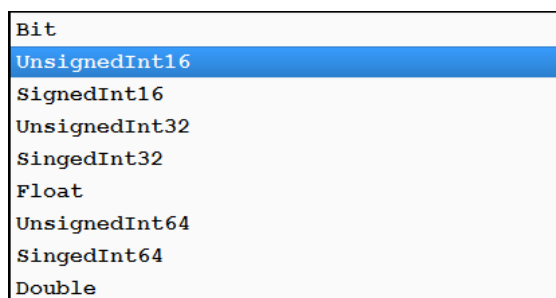 Bit
UnsignedInt16
SignedInt16
UnsignedInt32
SingedInt32
Float
UnsignedInt64
SingedInt64
Double